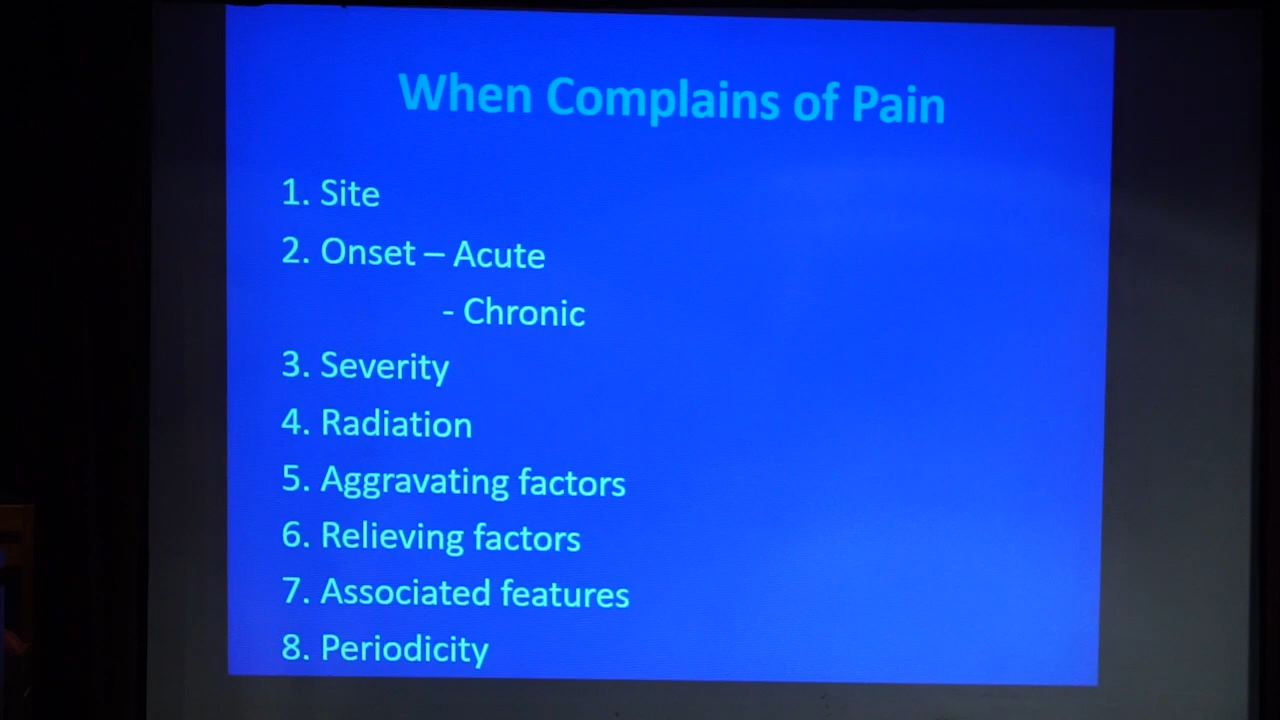 When Complains of Pain
1. Site
2. Onset – Acute
- Chronic
3. Severity
4. Radiation
5. Aggravating factors
6. Relieving factors
7. Associated features
8. Periodicity